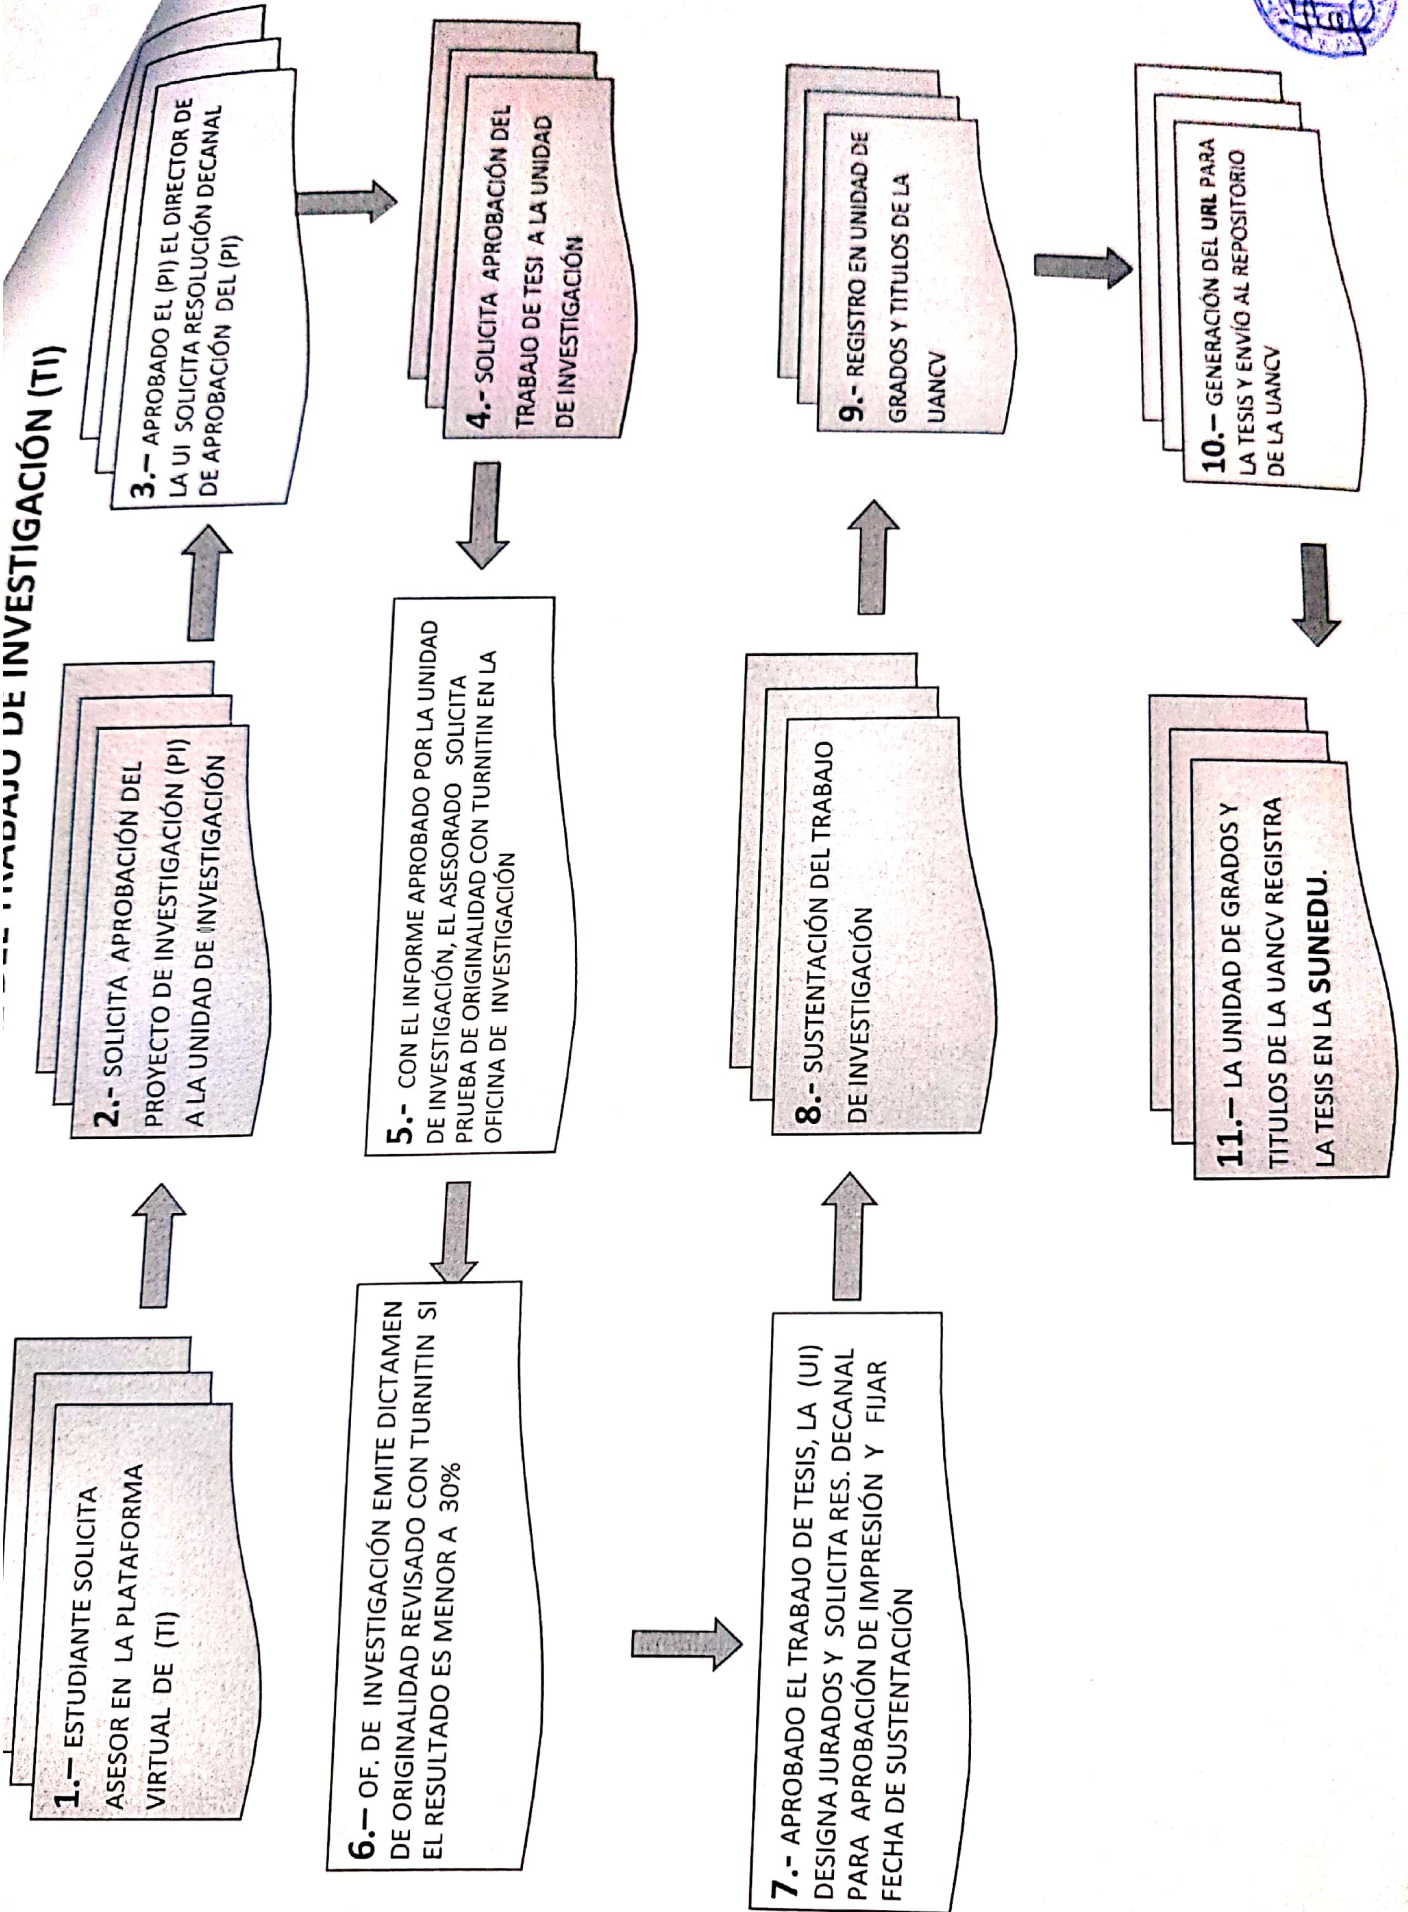 DEL TRABAJO DE INVESTIGACIÓN (TI)
1.– ESTUDIANTE SOLICITA
ASESOR EN LA PLATAFORMA
VIRTUAL DE (TI)
2.- SOLICITA APROBACIÓN DEL
PROYECTO DE INVESTIGACIÓN (PI)
A LA UNIDAD DE INVESTIGACIÓN
3.– APROBADO EL (PI) EL DIRECTOR DE
LA UI SOLICITA RESOLUCIÓN DECANAL
DE APROBACIÓN DEL (PI)
4.- SOLICITA APROBACIÓN DEL
TRABAJO DE TESI A LA UNIDAD
DE INVESTIGACIÓN
5.- CON EL INFORME APROBADO POR LA UNIDAD
DE INVESTIGACIÓN, EL ASESORADO SOLICITA
PRUEBA DE ORIGINALIDAD CON TURNITIN EN LA
OFICINA DE INVESTIGACIÓN
6.– OF. DE INVESTIGACIÓN EMITE DICTAMEN
DE ORIGINALIDAD REVISADO CON TURNITIN SI
EL RESULTADO ES MENOR A 30%
7.- APROBADO EL TRABAJO DE TESIS, LA (UI)
DESIGNA JURADOS Y SOLICITA RES. DECANAL
PARA APROBACIÓN DE IMPRESIÓN Y FIJAR
FECHA DE SUSTENTACIÓN
8.- SUSTENTACIÓN DEL TRABAJO
DE INVESTIGACIÓN
9.- REGISTRO EN UNIDAD DE
GRADOS Y TITULOS DE LA
UANCV
10.– GENERACIÓN DEL URL PARA
LA TESIS Y ENVÍO AL REPOSITORIO
DE LA UANCV
11.– LA UNIDAD DE GRADOS Y
TITULOS DE LA UANCV REGISTRA
LA TESIS EN LA SUNEDU.